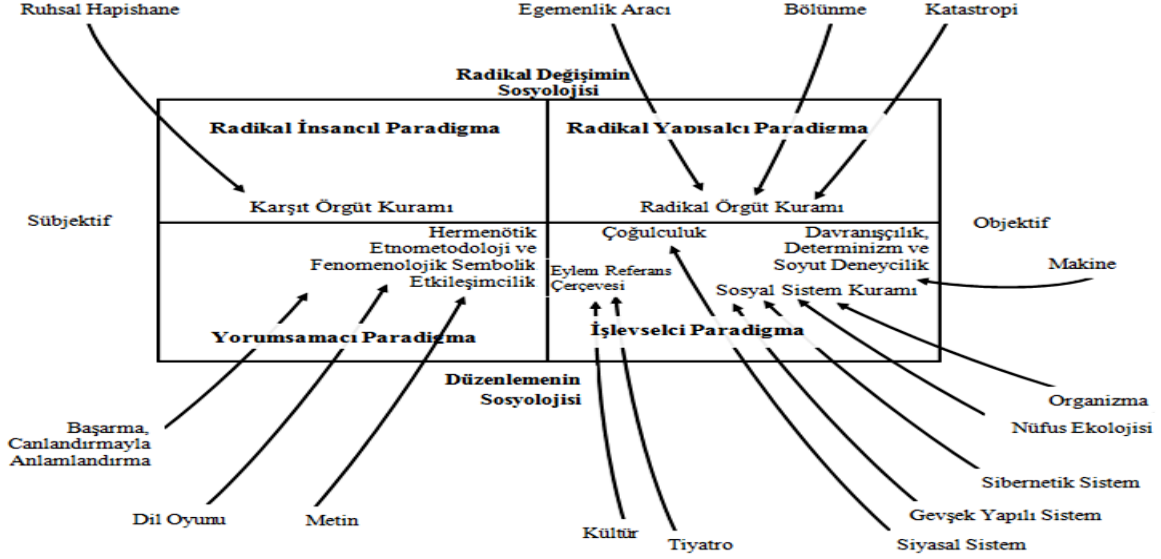 Ruhsal Hapishane
Egemenlik Aracı
Bölünme
Katastropi
Radikal Değişimin
Sosyolojisi
Radikal İnsancıl Paradigma
Radikal Yapısalcı Paradigma
Karşıt Örgüt Kuramı
Radikal Örgüt Kuramı
Sübjektif
Objektif
Hermenötik
Etnometodoloji ve
Fenomenolojik Sembolik
Etkileşimcilik
Çoğulculuk
Eylem Referans
Çerçevesi
Davranışçılık,
Determinizm ve
Soyut Deneycilik
Sosyal Sistem Kuramı
Makine
Yorumsamacı Paradigma
İşlevselci Paradigma
Düzenlemenin
Sosyolojisi
Başarma,
Canlandırmayla
Anlamlandırma
Dil Oyunu
Metin
Kültür
Tiyatro
Organizma
Nüfus Ekolojisi
Sibernetik Sistem
Gevşek Yapılı Sistem
Siyasal Sistem